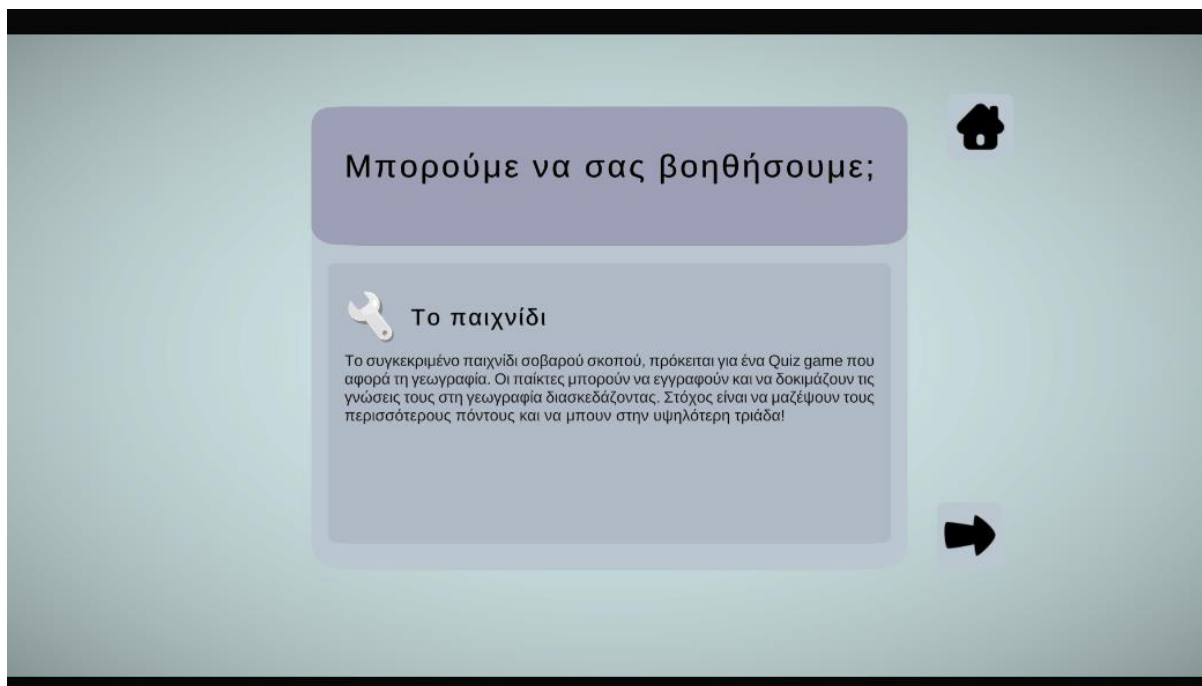 Μπορούμε να σας βοηθήσουμε;
Το παιχνίδι
Το συγκεκριμένο παιχνίδι σοβαρού σκοπού, πρόκειται για ένα Quiz game που
αφορά τη γεωγραφία. Οι παίκτες μπορούν να εγγραφούν και να δοκιμάζουν τις
γνώσεις τους στη γεωγραφία διασκεδάζοντας. Στόχος είναι να μαζέψουν τους
περισσότερους πόντους και να μπουν στην υψηλότερη τριάδα!